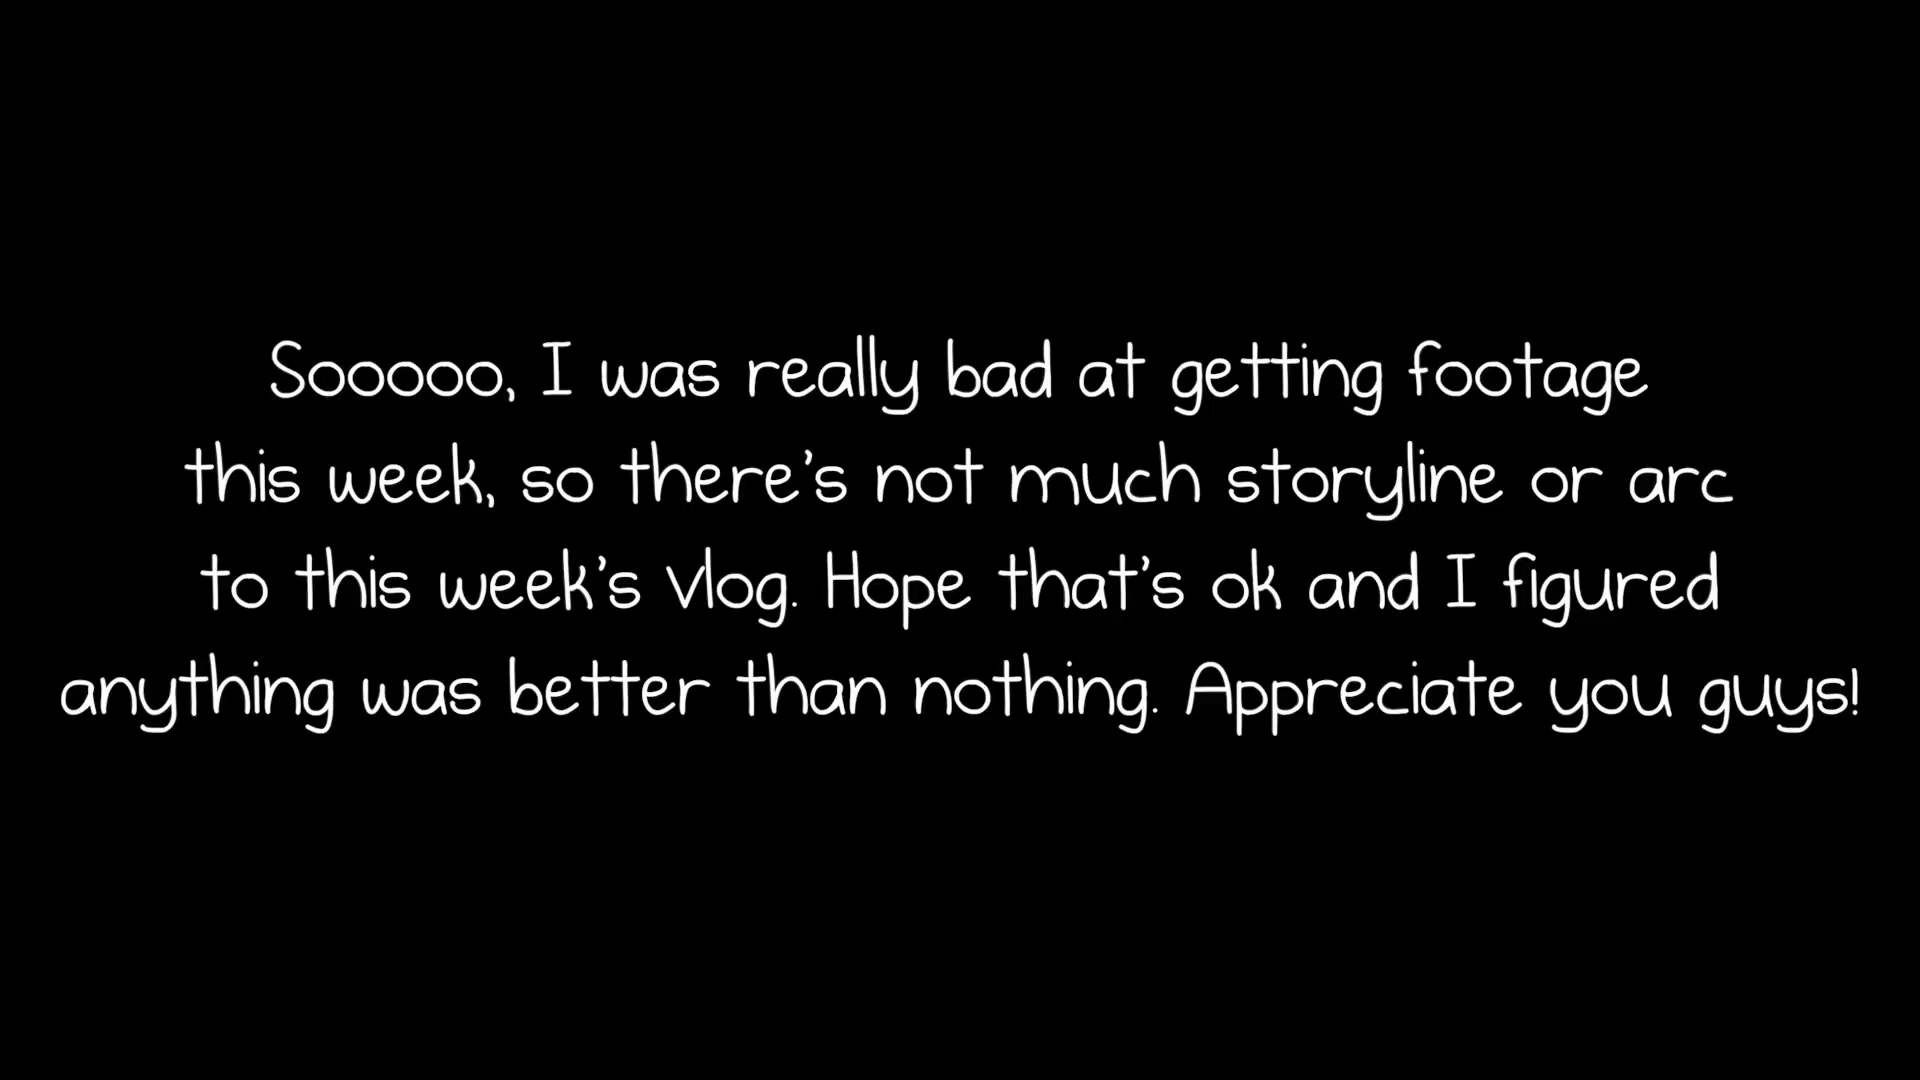 Sooooo, I was really bad at getting footage
this week, so there's not much storyline or arc
to this week's vlog. Hope that's ok and I figured
anything was better than nothing. Appreciate you guys!